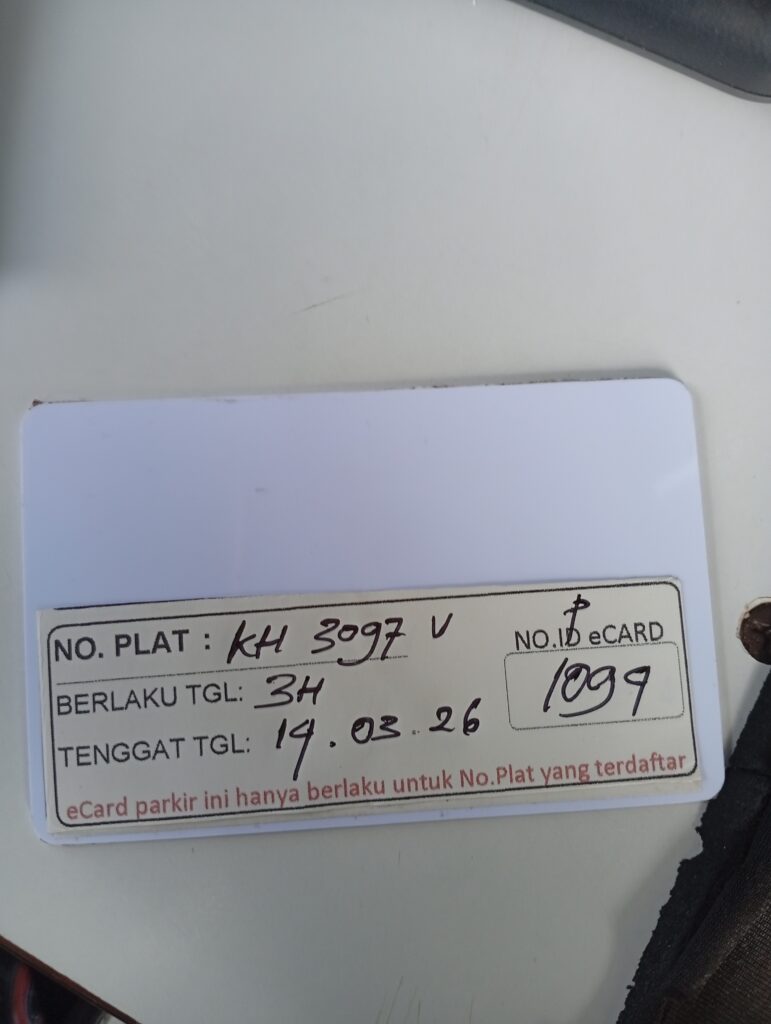 NO. PLAT : KH 3097 V
NO.ID eCARD
BERLAKU TGL: 3H
1099
TENGGAT TGL: 14.03.26
eCard parkir ini hanya berlaku untuk No.Plat yang terdaftar